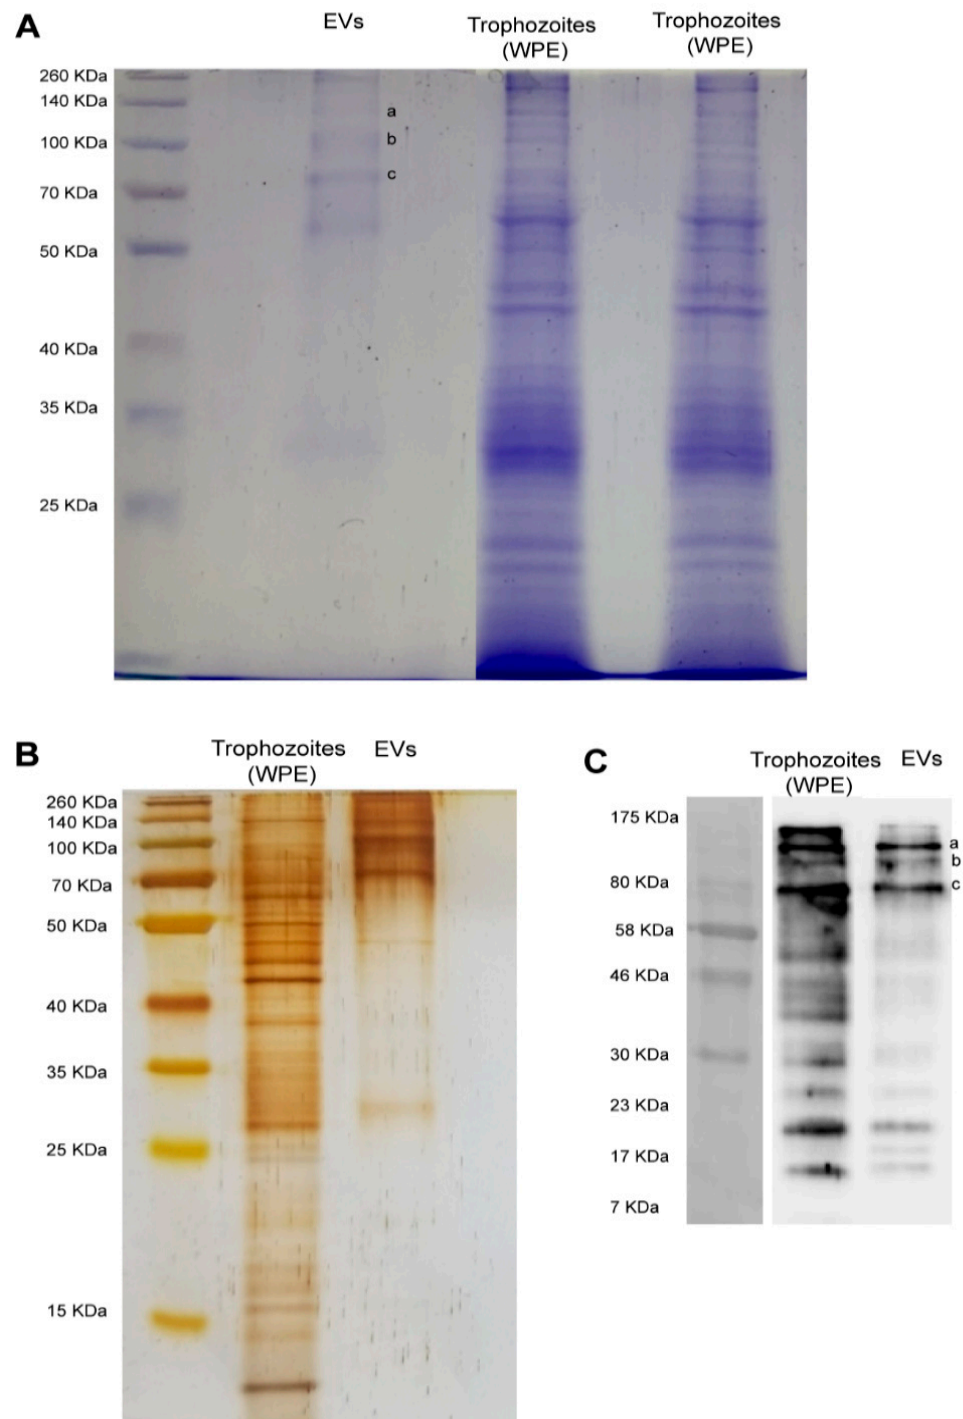 A
EVs
Trophozoites
(WPE)
Trophozoites
(WPE)
260 KDa
140 KDa
100 KDa
70 KDa
50 KDa
40 KDa
35 KDa
25 KDa
a
b
c
B
Trophozoites
(WPE)
EVs
260 KDa
140 KDa
100 KDa
70 KDa
50 KDa
40 KDa
35 KDa
25 KDa
15 KDa
C
Trophozoites
(WPE)
EVs
175 KDa
80 KDa
58 KDa
46 KDa
30 KDa
23 KDa
17 KDa
7 KDa
a
b
c